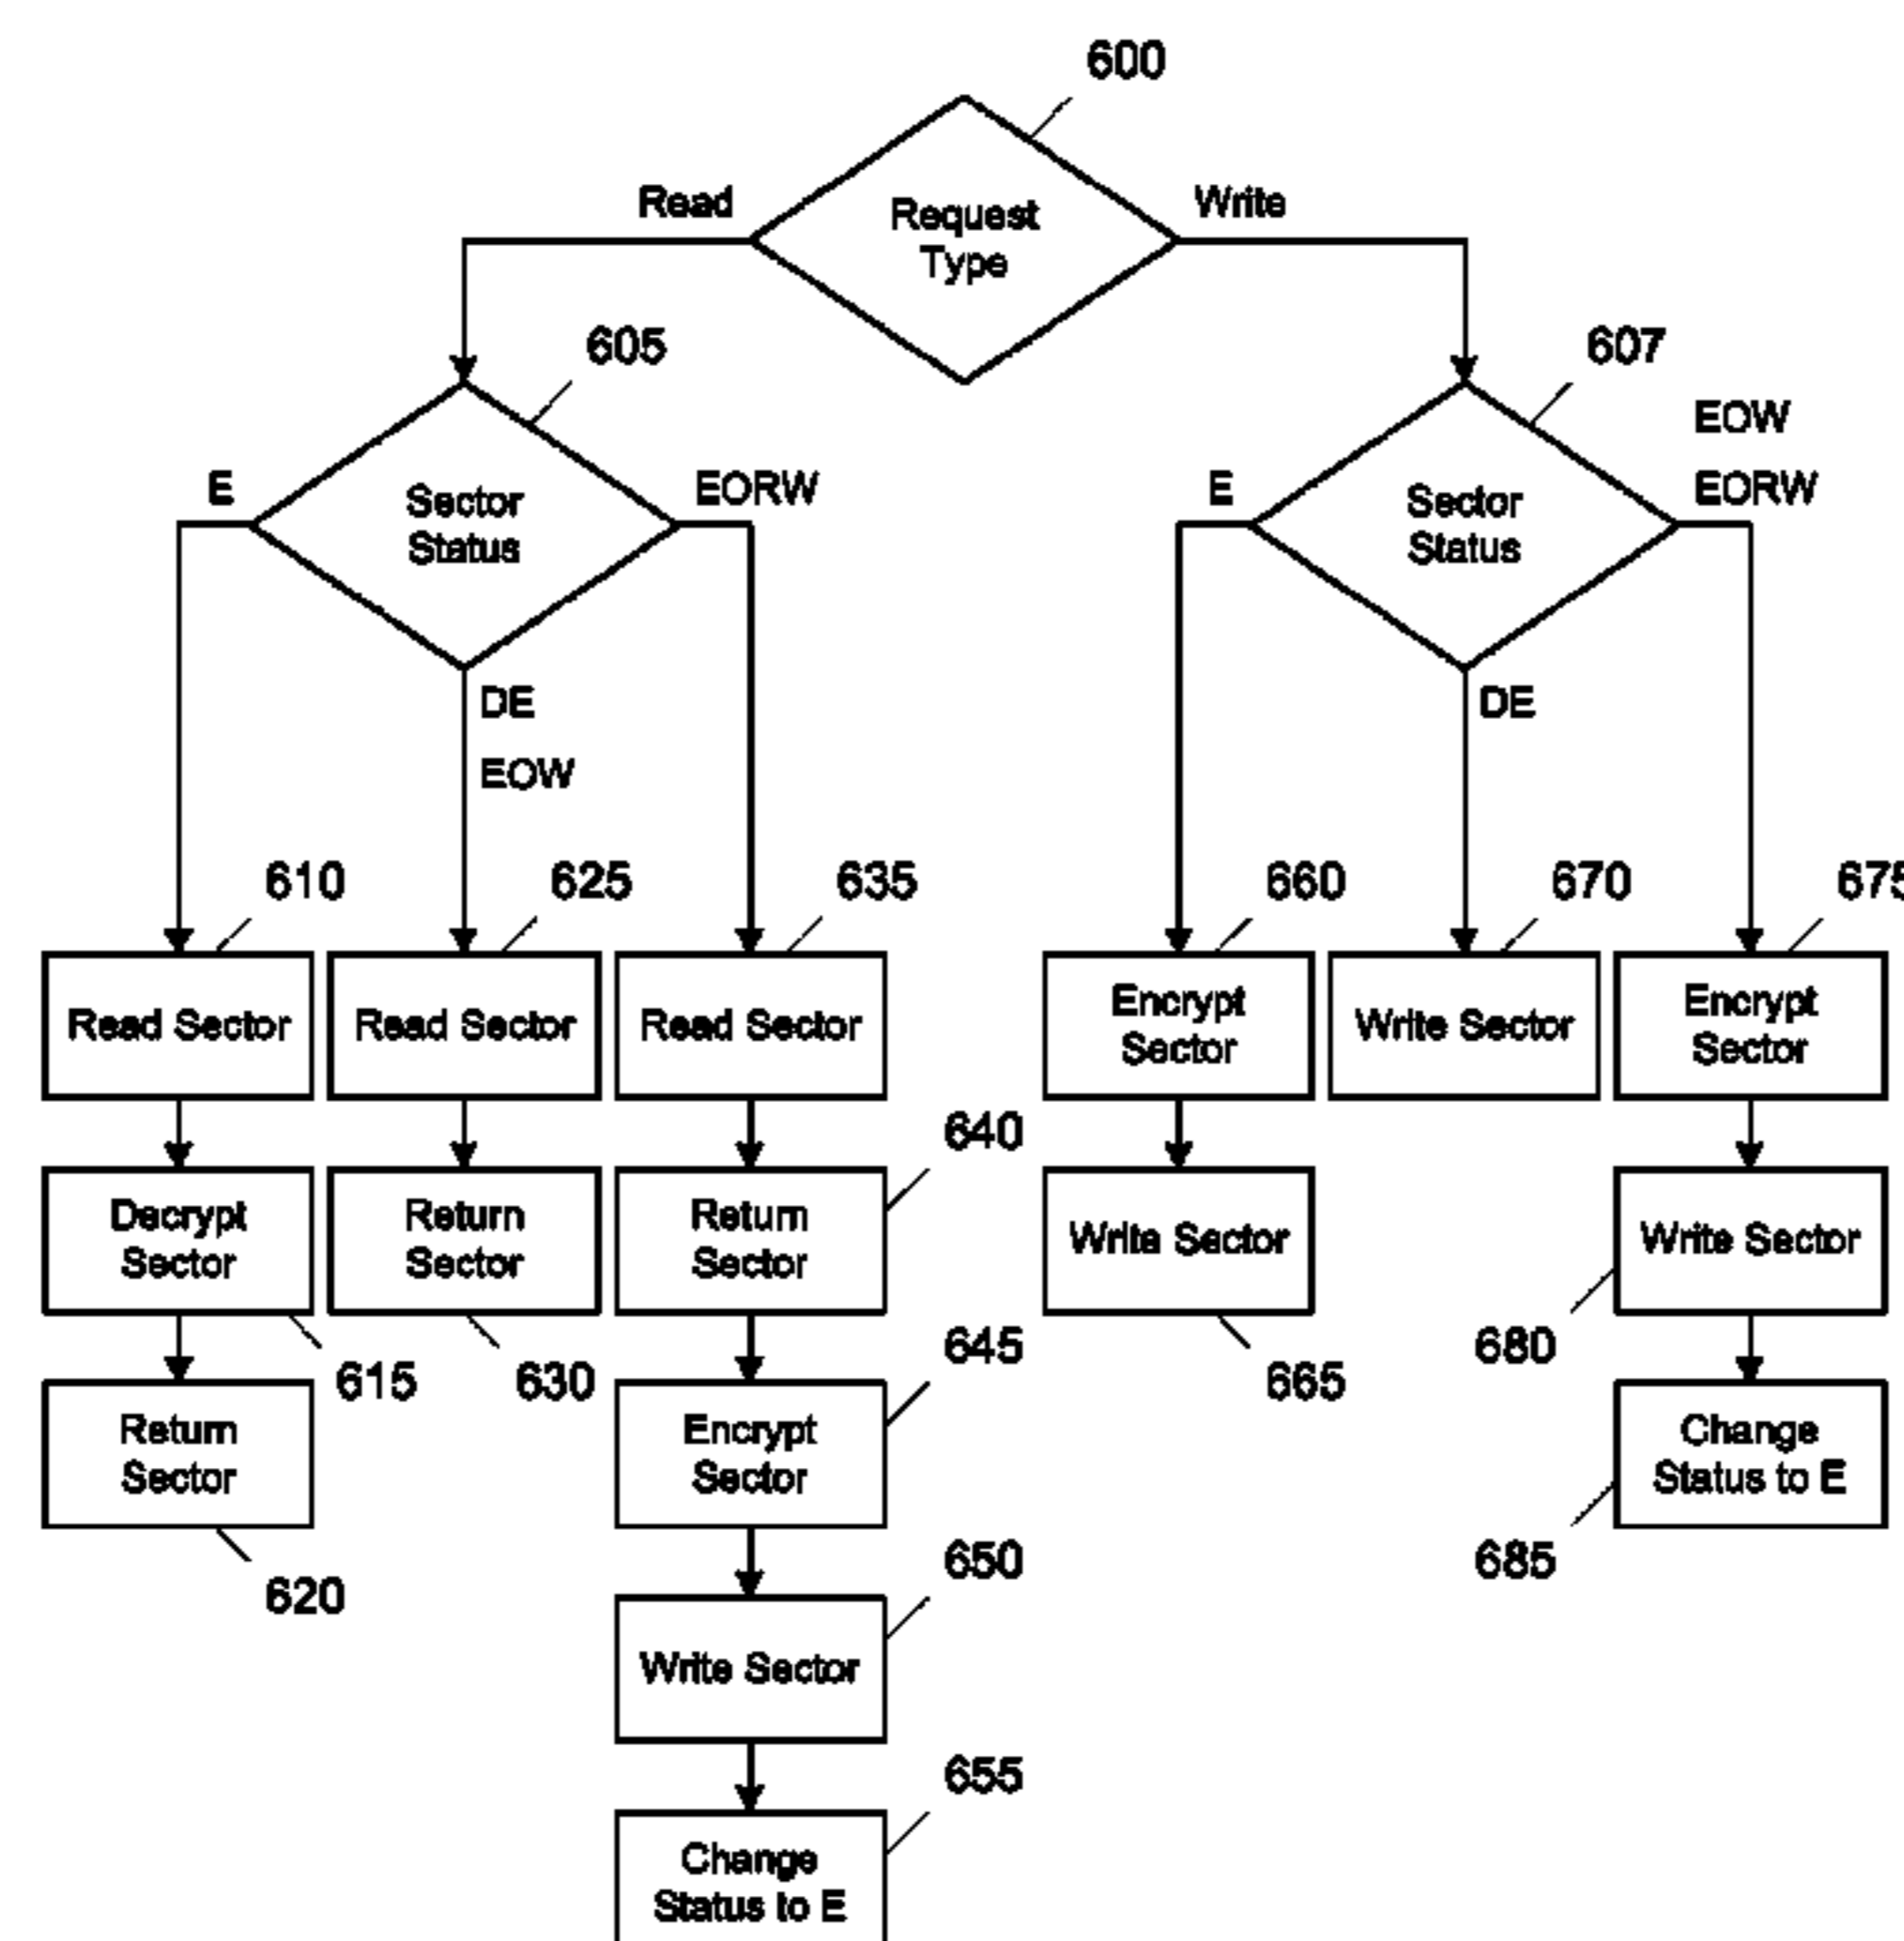 600
Read
Write
Request
Type
605
607
EOW
E
EORW
E
EORW
Sector
Status
Sector
Status
DE
EOW
DE
610
625
635
660
670
675
Read Sector
Read Sector
Read Sector
Encrypt
Sector
Write Sector
Encrypt
Sector
640
Decrypt
Sector
Return
Sector
Return
Sector
Write Sector
Write Sector
615
630
645
665
680
Return
Sector
Encrypt
Sector
Change
Status to E
620
650
685
Write Sector
655
Change
Status to E